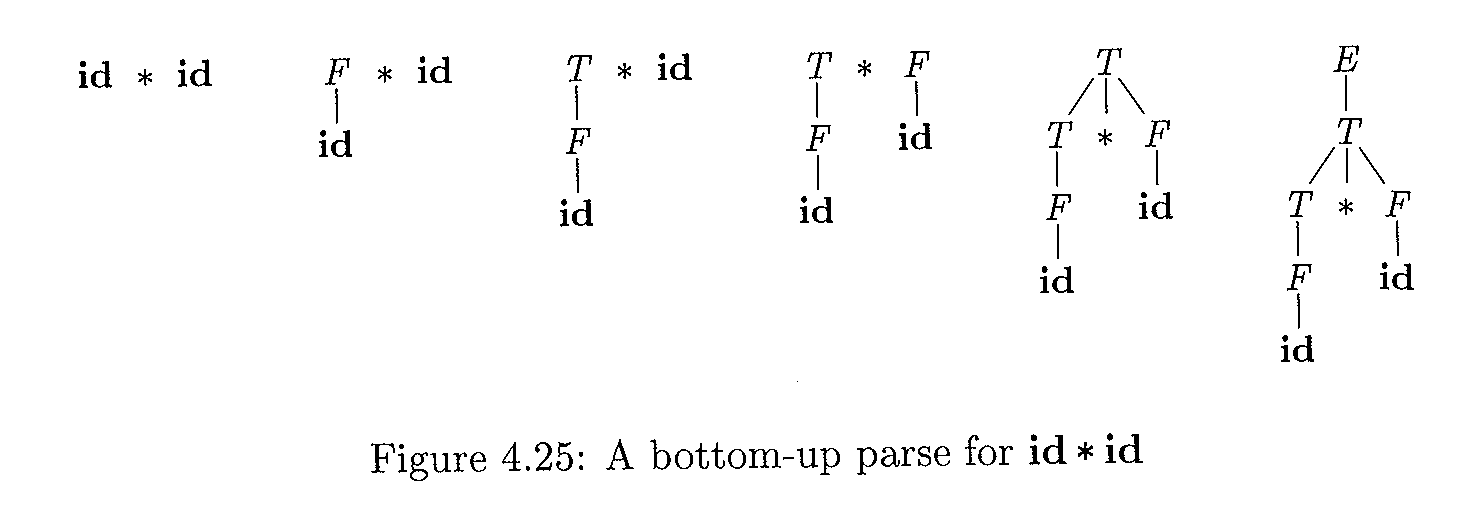 id * id F * id T * id T * F T E
id F F id T * F T
id id F id T * F
id F id
id
Figure 4.25: A bottom-up parse for id * id